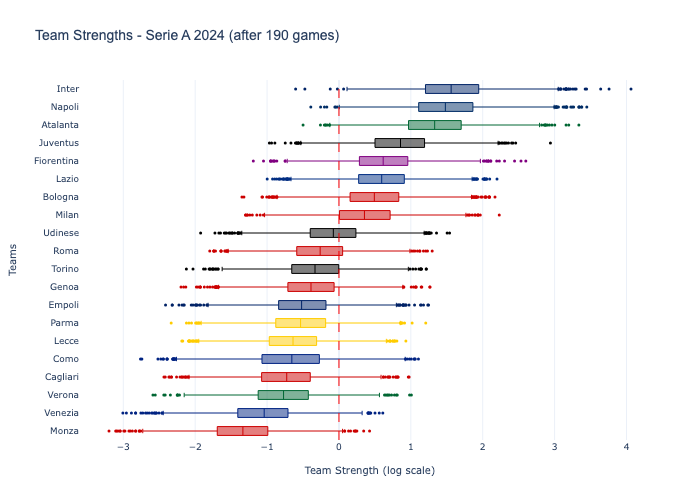 Team Strengths - Serie A 2024 (after 190 games)
Teams
Inter
Napoli
Atalanta
Juventus
Fiorentina
Lazio
Bologna
Milan
Udinese
Roma
Torino
Genoa
Empoli
Parma
Lecce
Como
Cagliari
Verona
Venezia
Monza
−3 −2 −1 0 1 2 3 4
Team Strength (log scale)